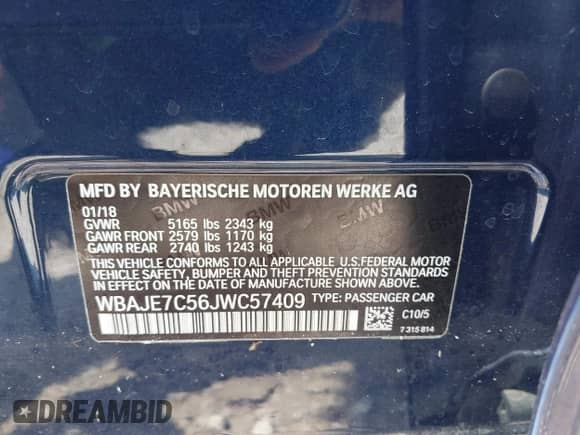 MFD BY BAYERISCHE MOTOREN WERKE AG
01/18
GVWR 5165 lbs 2343 kg
GAWR FRONT 2579 lbs 1170 kg
GAWR REAR 2740 lbs 1243 kg
THIS VEHICLE CONFORMS TO ALL APPLICABLE U.S.FEDERAL MOTOR
VEHICLE SAFETY, BUMPER AND THEFT PREVENTION STANDARDS
IN EFFECT ON THE DATE OF MANUFACTURE SHOWN ABOVE.
WBAJE7C56JWC57409 TYPE: PASSENGER CAR
C10/5
7 315 814
BMW BMW BMW
DREAMBID